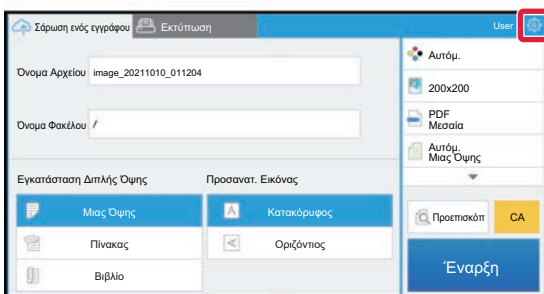 Σάρωση ενός εγγράφου
Εκτύπωση
User
Όνομα Αρχείου image_20211010_011204
Όνομα Φακέλου /
Εγκατάσταση Διπλής Όψης
Προσανατ. Εικόνας
Μιας Όψης
Πίνακας
Βιβλίο
A Κατακόρυφος
A Οριζόντιος
Αυτόμ.
200x200
PDF
Μεσαία
Αυτόμ.
Μιας Όψης
Προεπισκόπ
CA
Έναρξη